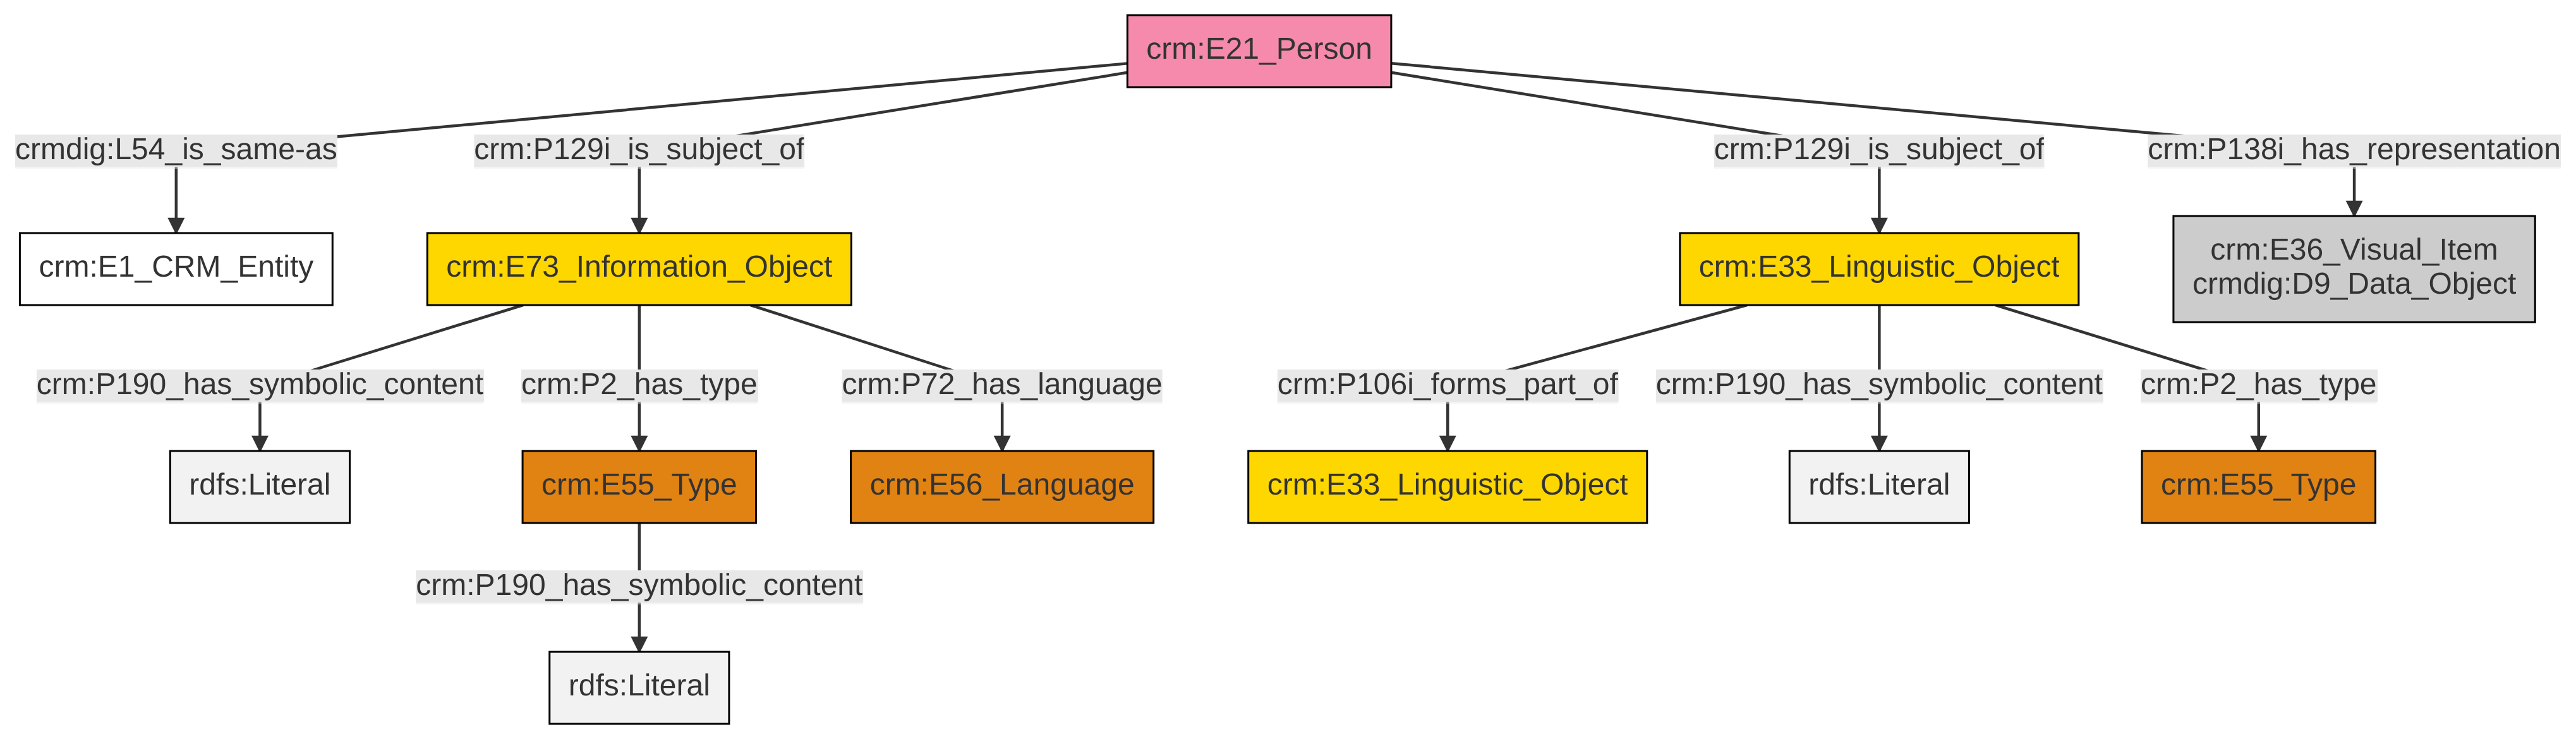 crm:E21_Person
crmdig:L54_is_same-as
crm:P129i_is_subject_of
crm:P129i_is_subject_of
crm:P138i_has_representation
crm:E1_CRM_Entity
crm:E73_Information_Object
crm:E33_Linguistic_Object
crm:E36_Visual_Item
crmdig:D9_Data_Object
crm:P190_has_symbolic_content
crm:P2_has_type
crm:P72_has_language
crm:P106i_forms_part_of
crm:P190_has_symbolic_content
crm:P2_has_type
rdfs:Literal
crm:E55_Type
crm:E56_Language
crm:E33_Linguistic_Object
rdfs:Literal
crm:E55_Type
crm:P190_has_symbolic_content
rdfs:Literal